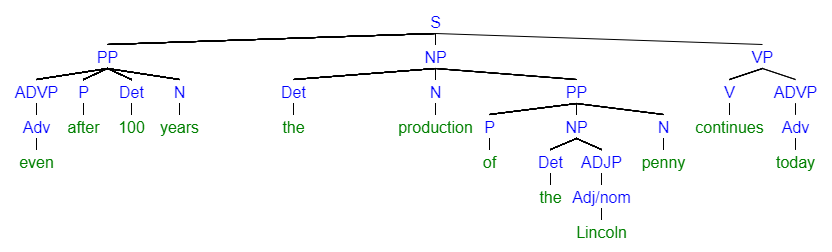 S
PP NP VP
ADVP P Det N Det N PP V ADVP
Adv after 100 years the production P NP N continues Adv
even of Det ADJP penny today
the Adj/nom
Lincoln